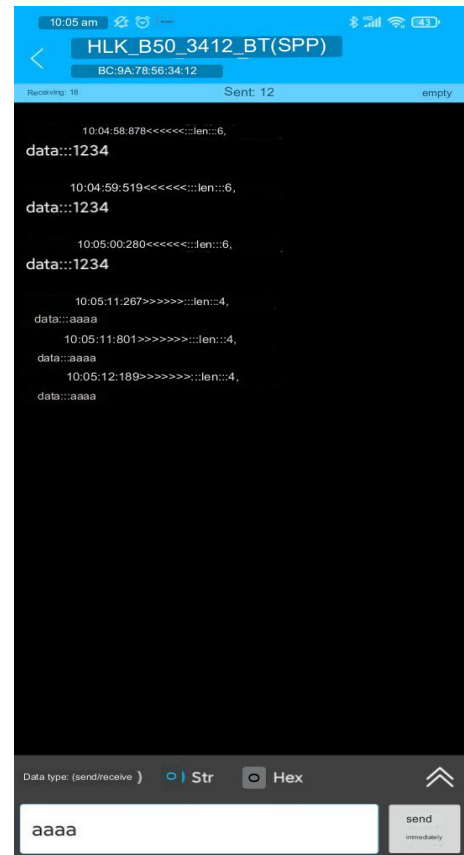 10:05 am 43
HLK_B50_3412_BT(SPP)
BC:9A:78:56:34:12
Receiving: 18 Sent: 12 empty
10:04:58:878<<<<<<:::len:::6,
data:::1234
10:04:59:519<<<<<<:::len:::6,
data:::1234
10:05:00:280<<<<<<:::len:::6,
data:::1234
10:05:11:267>>>>>>:::len:::4,
data:::aaaa
10:05:11:801>>>>>>>:::len:::4,
data:::aaaa
10:05:12:189>>>>>>>:::len:::4,
data:::aaaa
Data type: (send/receive ) Str Hex
aaaa send
immediately